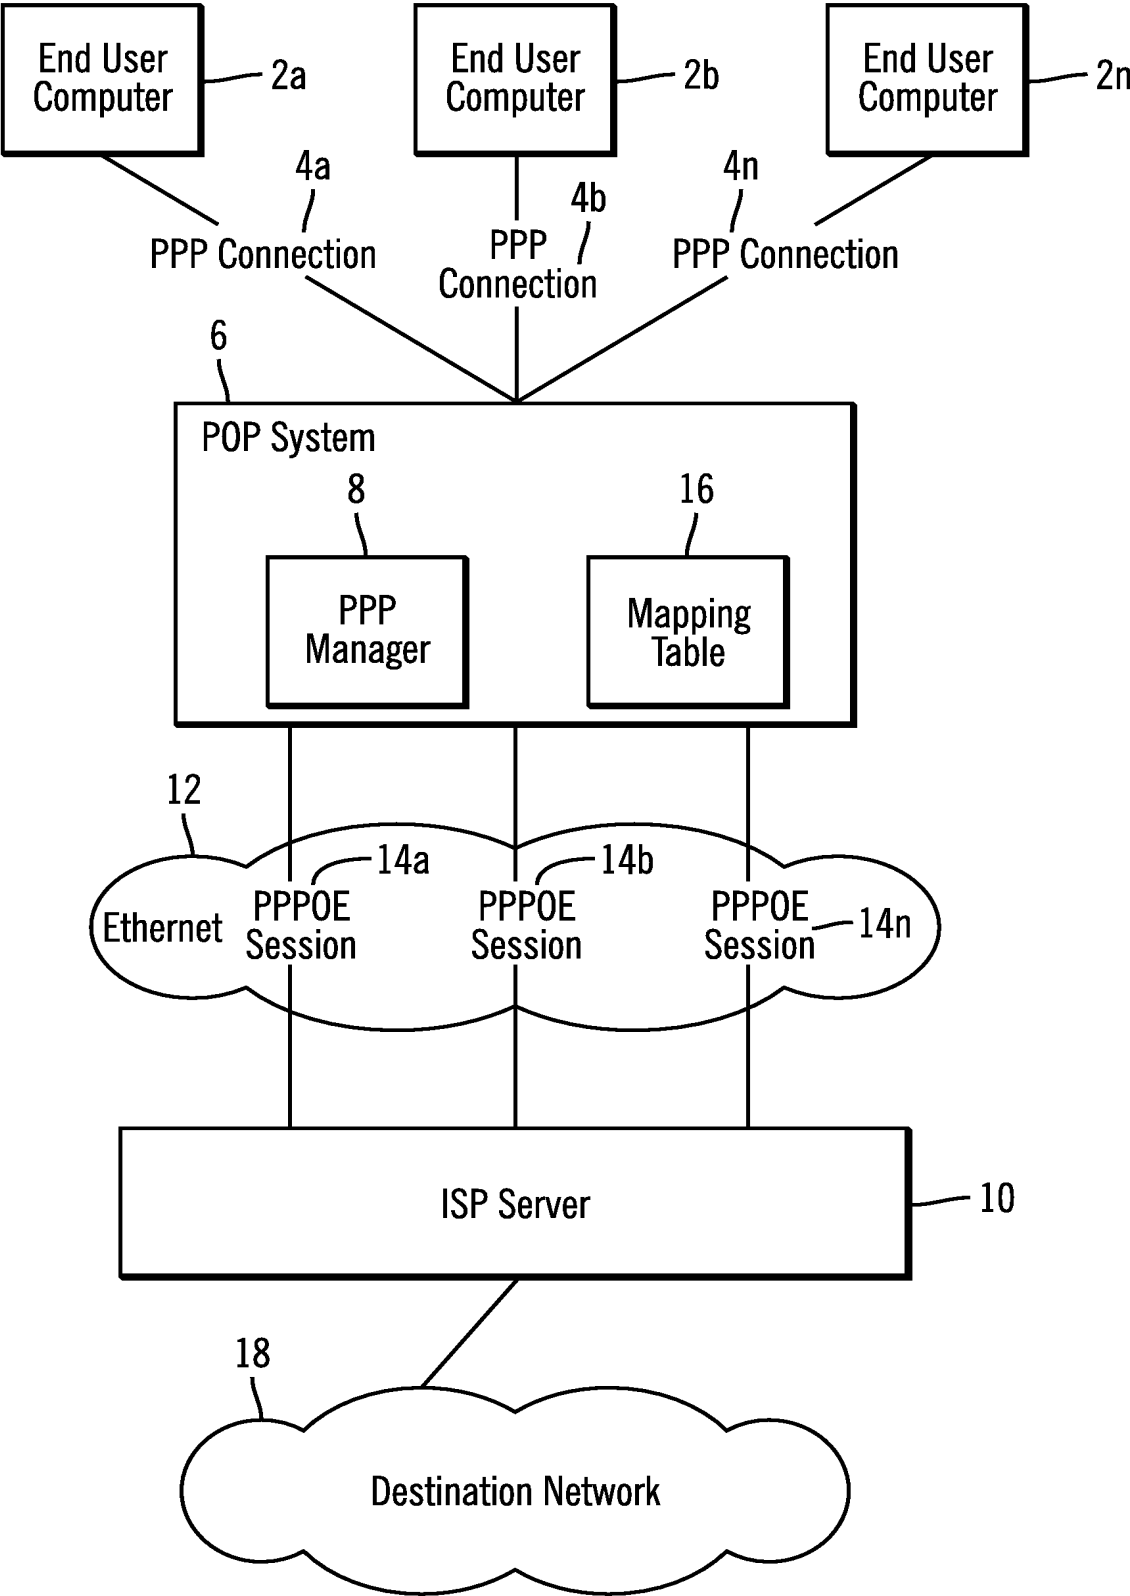 End User
Computer
2a
End User
Computer
2b
End User
Computer
2n
4a
PPP Connection
4b
PPP
Connection
4n
PPP Connection
6
POP System
8
PPP
Manager
16
Mapping
Table
12
Ethernet
14a
PPPOE
Session
14b
PPPOE
Session
PPPOE
Session
14n
ISP Server
10
18
Destination Network